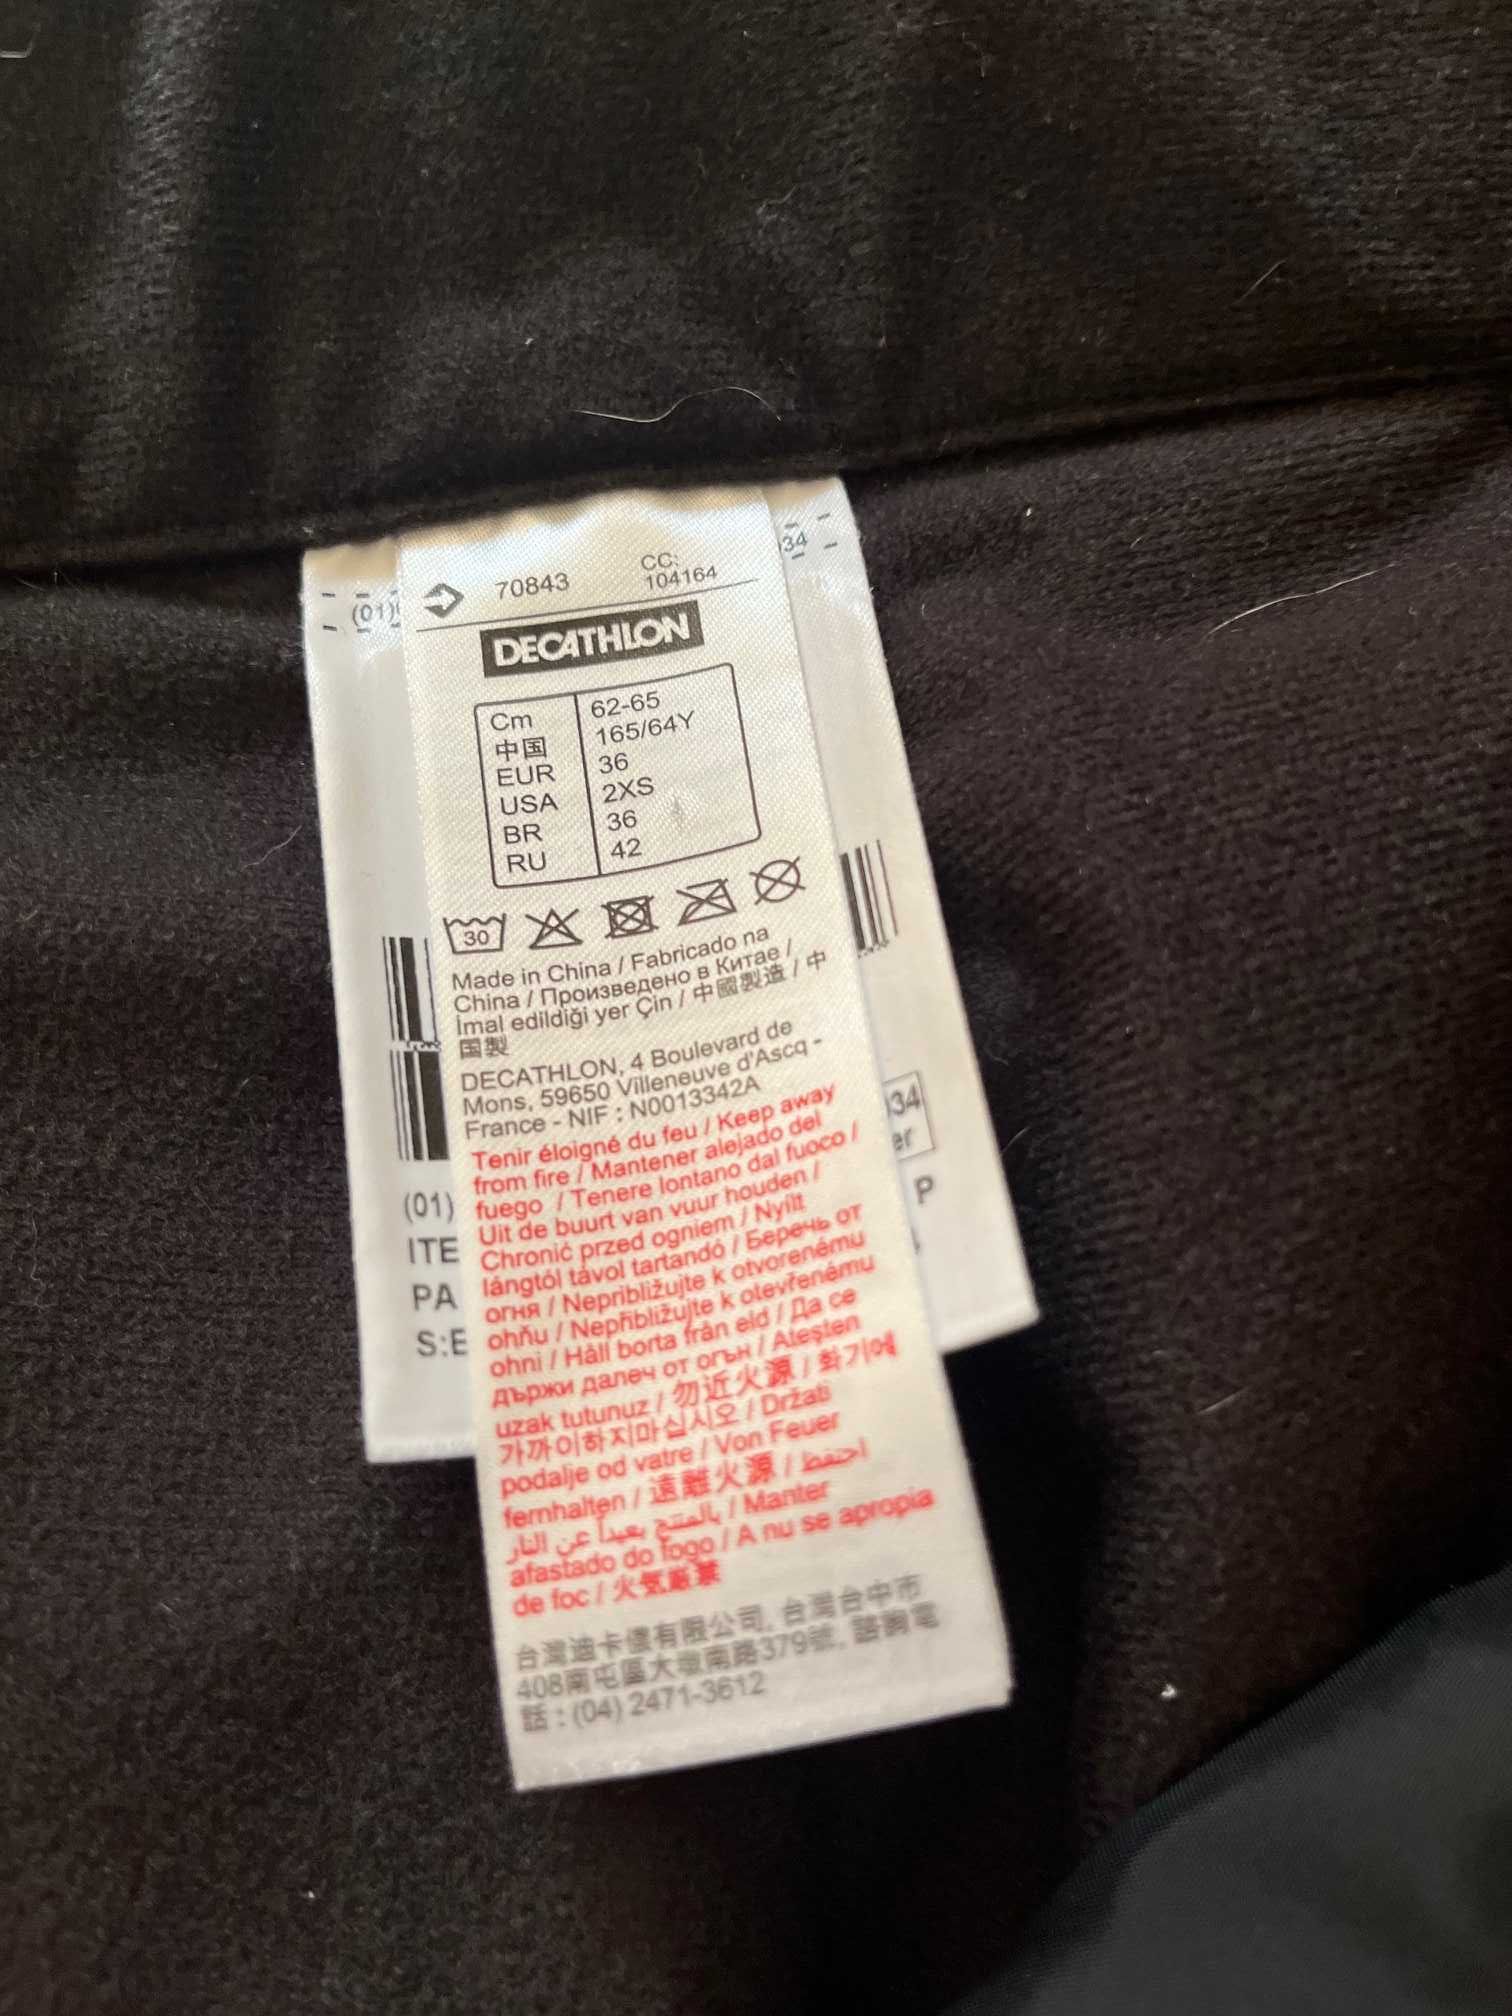 70843
CC:
104164
DECATHLON
Cm 62-65
中国 165/64Y
EUR 36
USA 2XS
BR 36
RU 42
30
Made in China / Fabricado na
China / Произведено в Китае /
İmal edildiği yer Çin / 中國製造 / 中
国製
DECATHLON, 4 Boulevard de
Mons, 59650 Villeneuve d'Ascq -
France - NIF : N0013342A
Tenir éloigné du feu / Keep away
from fire / Mantener alejado del
fuego / Tenere lontano dal fuoco /
Uit de buurt van vuur houden /
Chronić przed ogniem / Nyílt
lángtól távol tartandó / Беречь от
огня / Nepribližujte k otvorenému
ohňu / Nepřibližujte k otevřenému
ohni / Håll borta från eld / Да се
държи далеч от огън / Ateşten
uzak tutunuz / 勿近火源 / 화기에
가까이하지마십시오 / Držati
podalje od vatre / Von Feuer
fernhalten / 遠離火源 / احتفظ
بالمنتج بعيداً عن النار / Manter
afastado do fogo / A nu se apropia
de foc / 火気厳禁
台灣迪卡儂有限公司, 台灣台中市
408南屯區大墩南路379號, 諮詢電
話 : (04) 2471-3612
(01)
34
(01)
ITE
PA
S:E
34
er
P